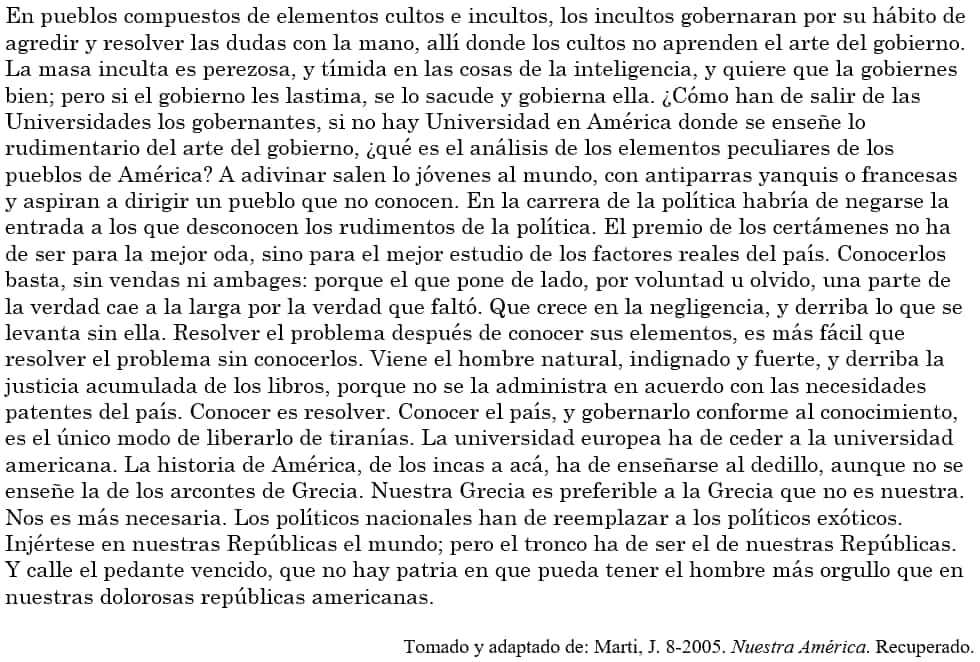 En pueblos compuestos de elementos cultos e incultos, los incultos gobernaran por su hábito de
agredir y resolver las dudas con la mano, allí donde los cultos no aprenden el arte del gobierno.
La masa inculta es perezosa, y tímida en las cosas de la inteligencia, y quiere que la gobiernes
bien; pero si el gobierno les lastima, se lo sacude y gobierna ella. ¿Cómo han de salir de las
Universidades los gobernantes, si no hay Universidad en América donde se enseñe lo
rudimentario del arte del gobierno, ¿qué es el análisis de los elementos peculiares de los
pueblos de América? A adivinar salen lo jóvenes al mundo, con antiparras yanquis o francesas
y aspiran a dirigir un pueblo que no conocen. En la carrera de la política habría de negarse la
entrada a los que desconocen los rudimentos de la política. El premio de los certámenes no ha
de ser para la mejor oda, sino para el mejor estudio de los factores reales del país. Conocerlos
basta, sin vendas ni ambages: porque el que pone de lado, por voluntad u olvido, una parte de
la verdad cae a la larga por la verdad que faltó. Que crece en la negligencia, y derriba lo que se
levanta sin ella. Resolver el problema después de conocer sus elementos, es más fácil que
resolver el problema sin conocerlos. Viene el hombre natural, indignado y fuerte, y derriba la
justicia acumulada de los libros, porque no se la administra en acuerdo con las necesidades
patentes del país. Conocer es resolver. Conocer el país, y gobernarlo conforme al conocimiento,
es el único modo de liberarlo de tiranías. La universidad europea ha de ceder a la universidad
americana. La historia de América, de los incas a acá, ha de enseñarse al dedillo, aunque no se
enseñe la de los arcontes de Grecia. Nuestra Grecia es preferible a la Grecia que no es nuestra.
Nos es más necesaria. Los políticos nacionales han de reemplazar a los políticos exóticos.
Injértese en nuestras Repúblicas el mundo; pero el tronco ha de ser el de nuestras Repúblicas.
Y calle el pedante vencido, que no hay patria en que pueda tener el hombre más orgullo que en
nuestras dolorosas repúblicas americanas.
Tomado y adaptado de: Marti, J. 8-2005. Nuestra América. Recuperado.